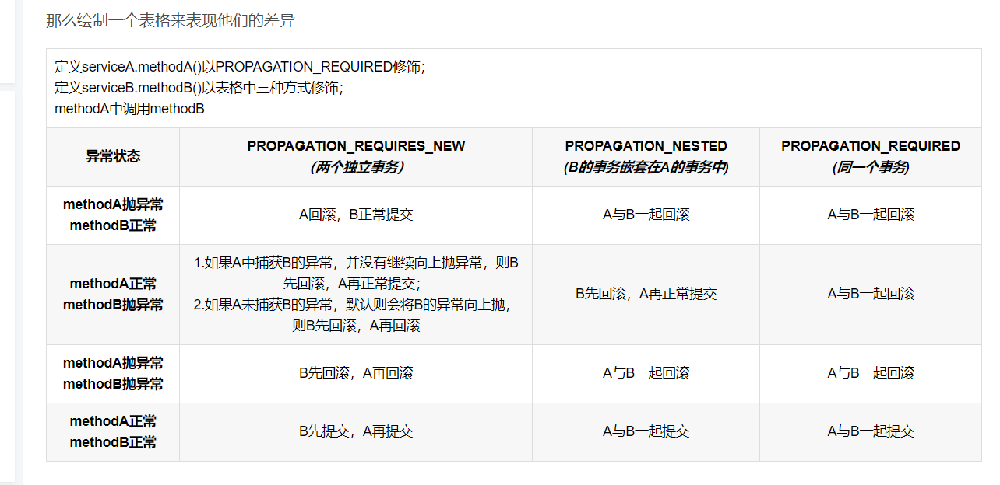 那么绘制一个表格来表现他们的差异
定义serviceA.methodA()以PROPAGATION_REQUIRED修饰;
定义serviceB.methodB()以表格中三种方式修饰;
methodA中调用methodB
异常状态
PROPAGATION_REQUIRES_NEW
(两个独立事务)
PROPAGATION_NESTED
(B的事务嵌套在A的事务中)
PROPAGATION_REQUIRED
(同一个事务)
methodA抛异常
methodB正常
A回滚，B正常提交
A与B一起回滚
A与B一起回滚
methodA正常
methodB抛异常
1.如果A中捕获B的异常，并没有继续向上抛异常，则B
先回滚，A再正常提交;
2.如果A未捕获B的异常，默认则会将B的异常向上抛，
则B先回滚，A再回滚
B先回滚，A再正常提交
A与B一起回滚
methodA抛异常
methodB抛异常
B先回滚，A再回滚
A与B一起回滚
A与B一起回滚
methodA正常
methodB正常
B先提交，A再提交
A与B一起提交
A与B一起提交